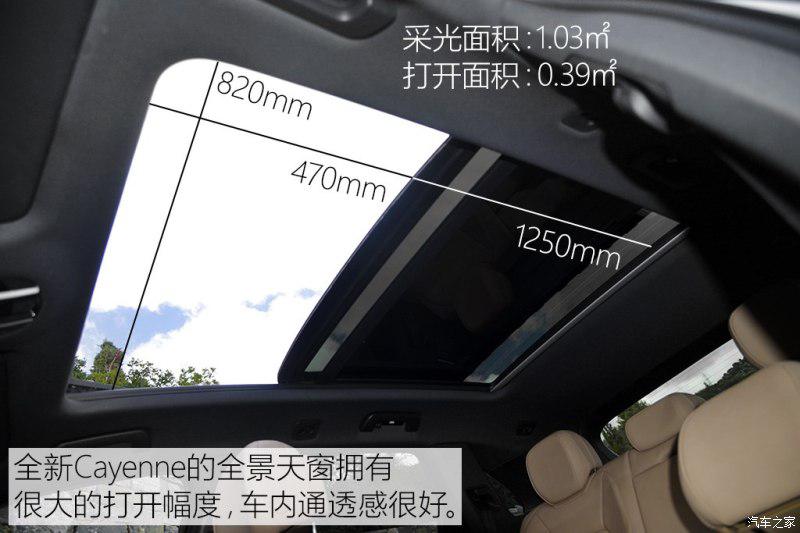 采光面积:1.03㎡
打开面积:0.39㎡
820mm
470mm
1250mm
全新Cayenne的全景天窗拥有
很大的打开幅度,车内通透感很好。
汽车之家